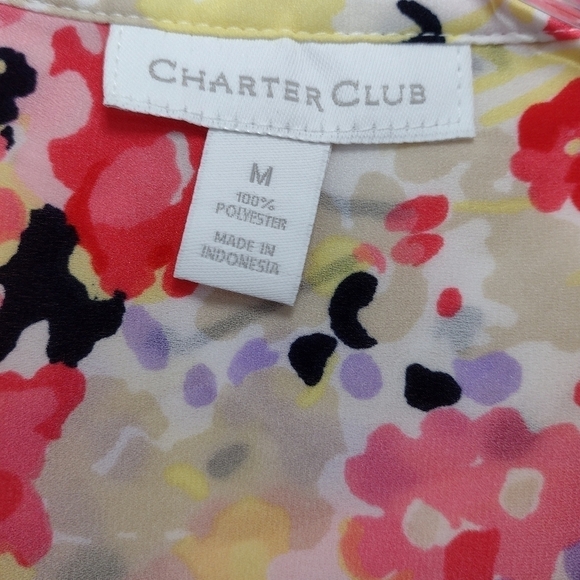 CHARTER CLUB
M
100%
POLYESTER
MADE IN
INDONESIA